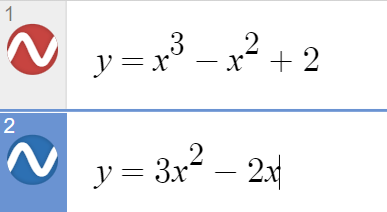 1
y = x³ − x² + 2
2
y = 3x² − 2x